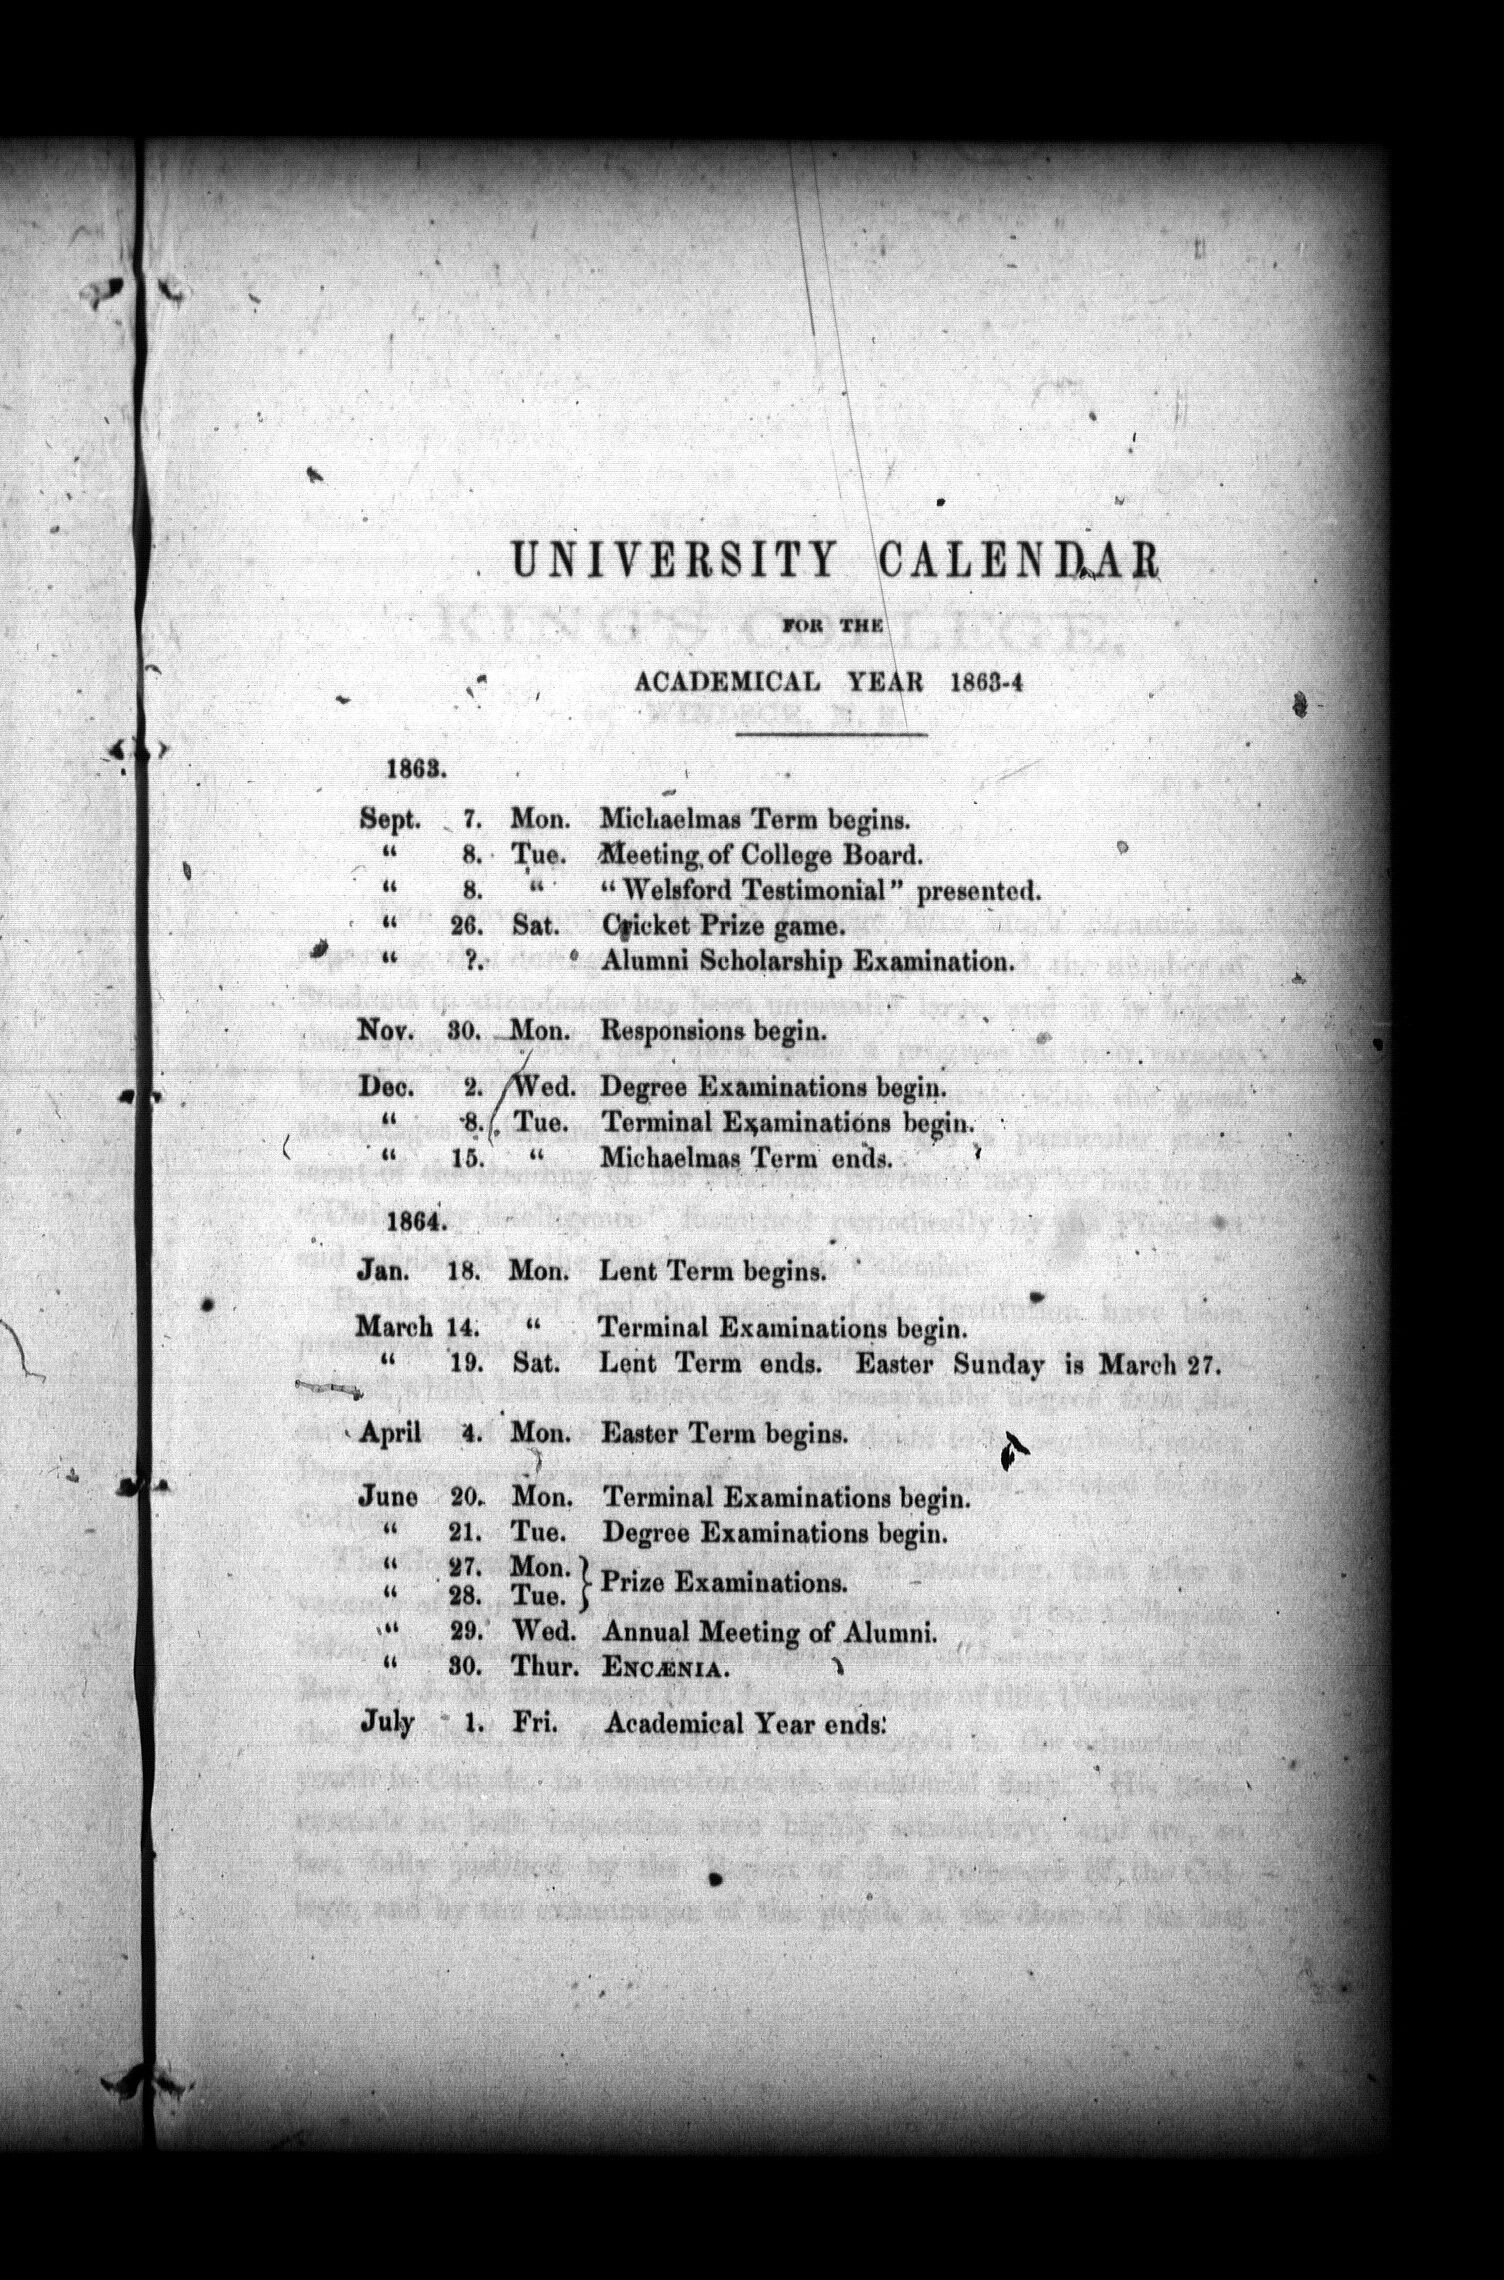 UNIVERSITY CALENDAR
FOR THE
ACADEMICAL YEAR 1863-4
1863.
Sept. 7. Mon. Michaelmas Term begins.
" 8. Tue. Meeting of College Board.
" 8. " "Welsford Testimonial" presented.
" 26. Sat. Cricket Prize game.
" ?. Alumni Scholarship Examination.
Nov. 30. Mon. Responsions begin.
Dec. 2. Wed. Degree Examinations begin.
" 8. Tue. Terminal Examinations begin.
" 15. " Michaelmas Term ends.
1864.
Jan. 18. Mon. Lent Term begins.
March 14. " Terminal Examinations begin.
" 19. Sat. Lent Term ends. Easter Sunday is March 27.
April 4. Mon. Easter Term begins.
June 20. Mon. Terminal Examinations begin.
" 21. Tue. Degree Examinations begin.
" 27. Mon. } Prize Examinations.
" 28. Tue.
" 29. Wed. Annual Meeting of Alumni.
" 30. Thur. ENCÆNIA.
July 1. Fri. Academical Year ends.